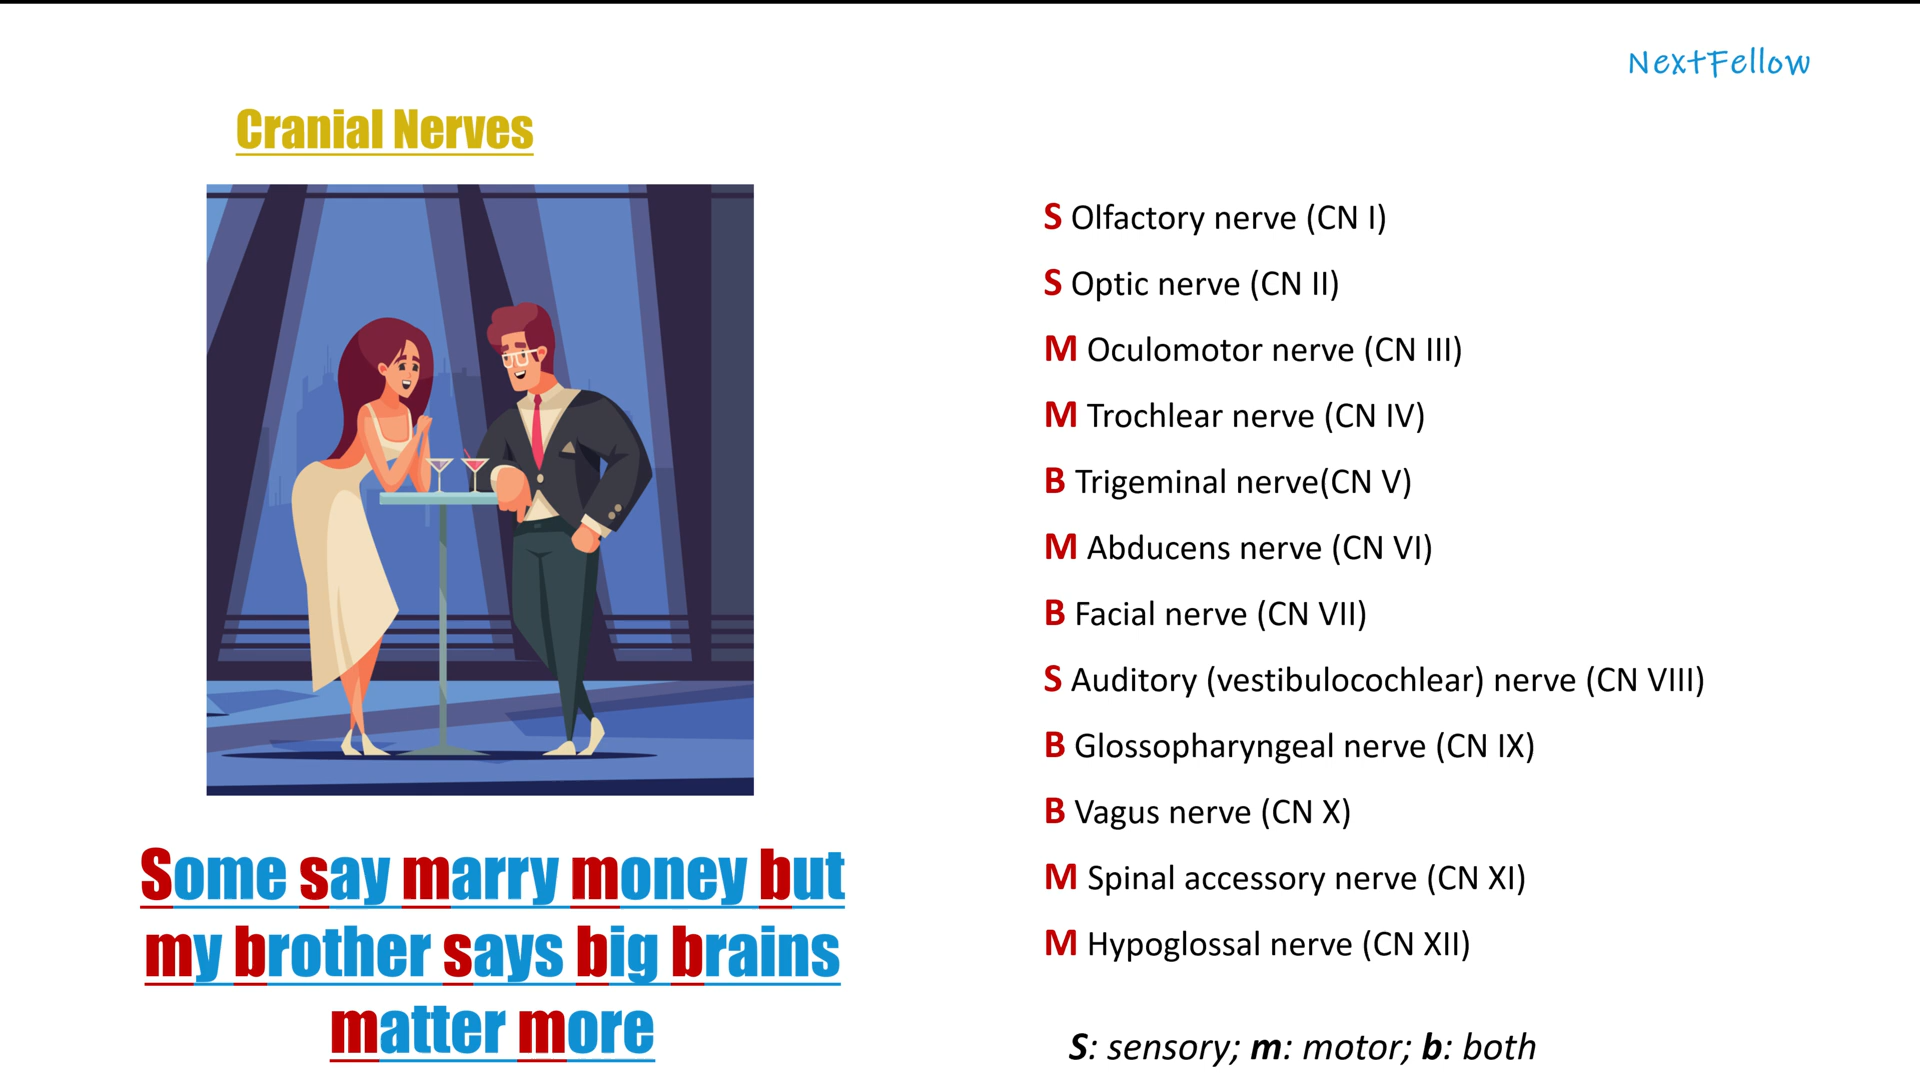 NextFellow
Cranial Nerves
Some say marry money but
my brother says big brains
matter more
S Olfactory nerve (CN I)
S Optic nerve (CN II)
M Oculomotor nerve (CN III)
M Trochlear nerve (CN IV)
B Trigeminal nerve(CN V)
M Abducens nerve (CN VI)
B Facial nerve (CN VII)
S Auditory (vestibulocochlear) nerve (CN VIII)
B Glossopharyngeal nerve (CN IX)
B Vagus nerve (CN X)
M Spinal accessory nerve (CN XI)
M Hypoglossal nerve (CN XII)
S: sensory; m: motor; b: both